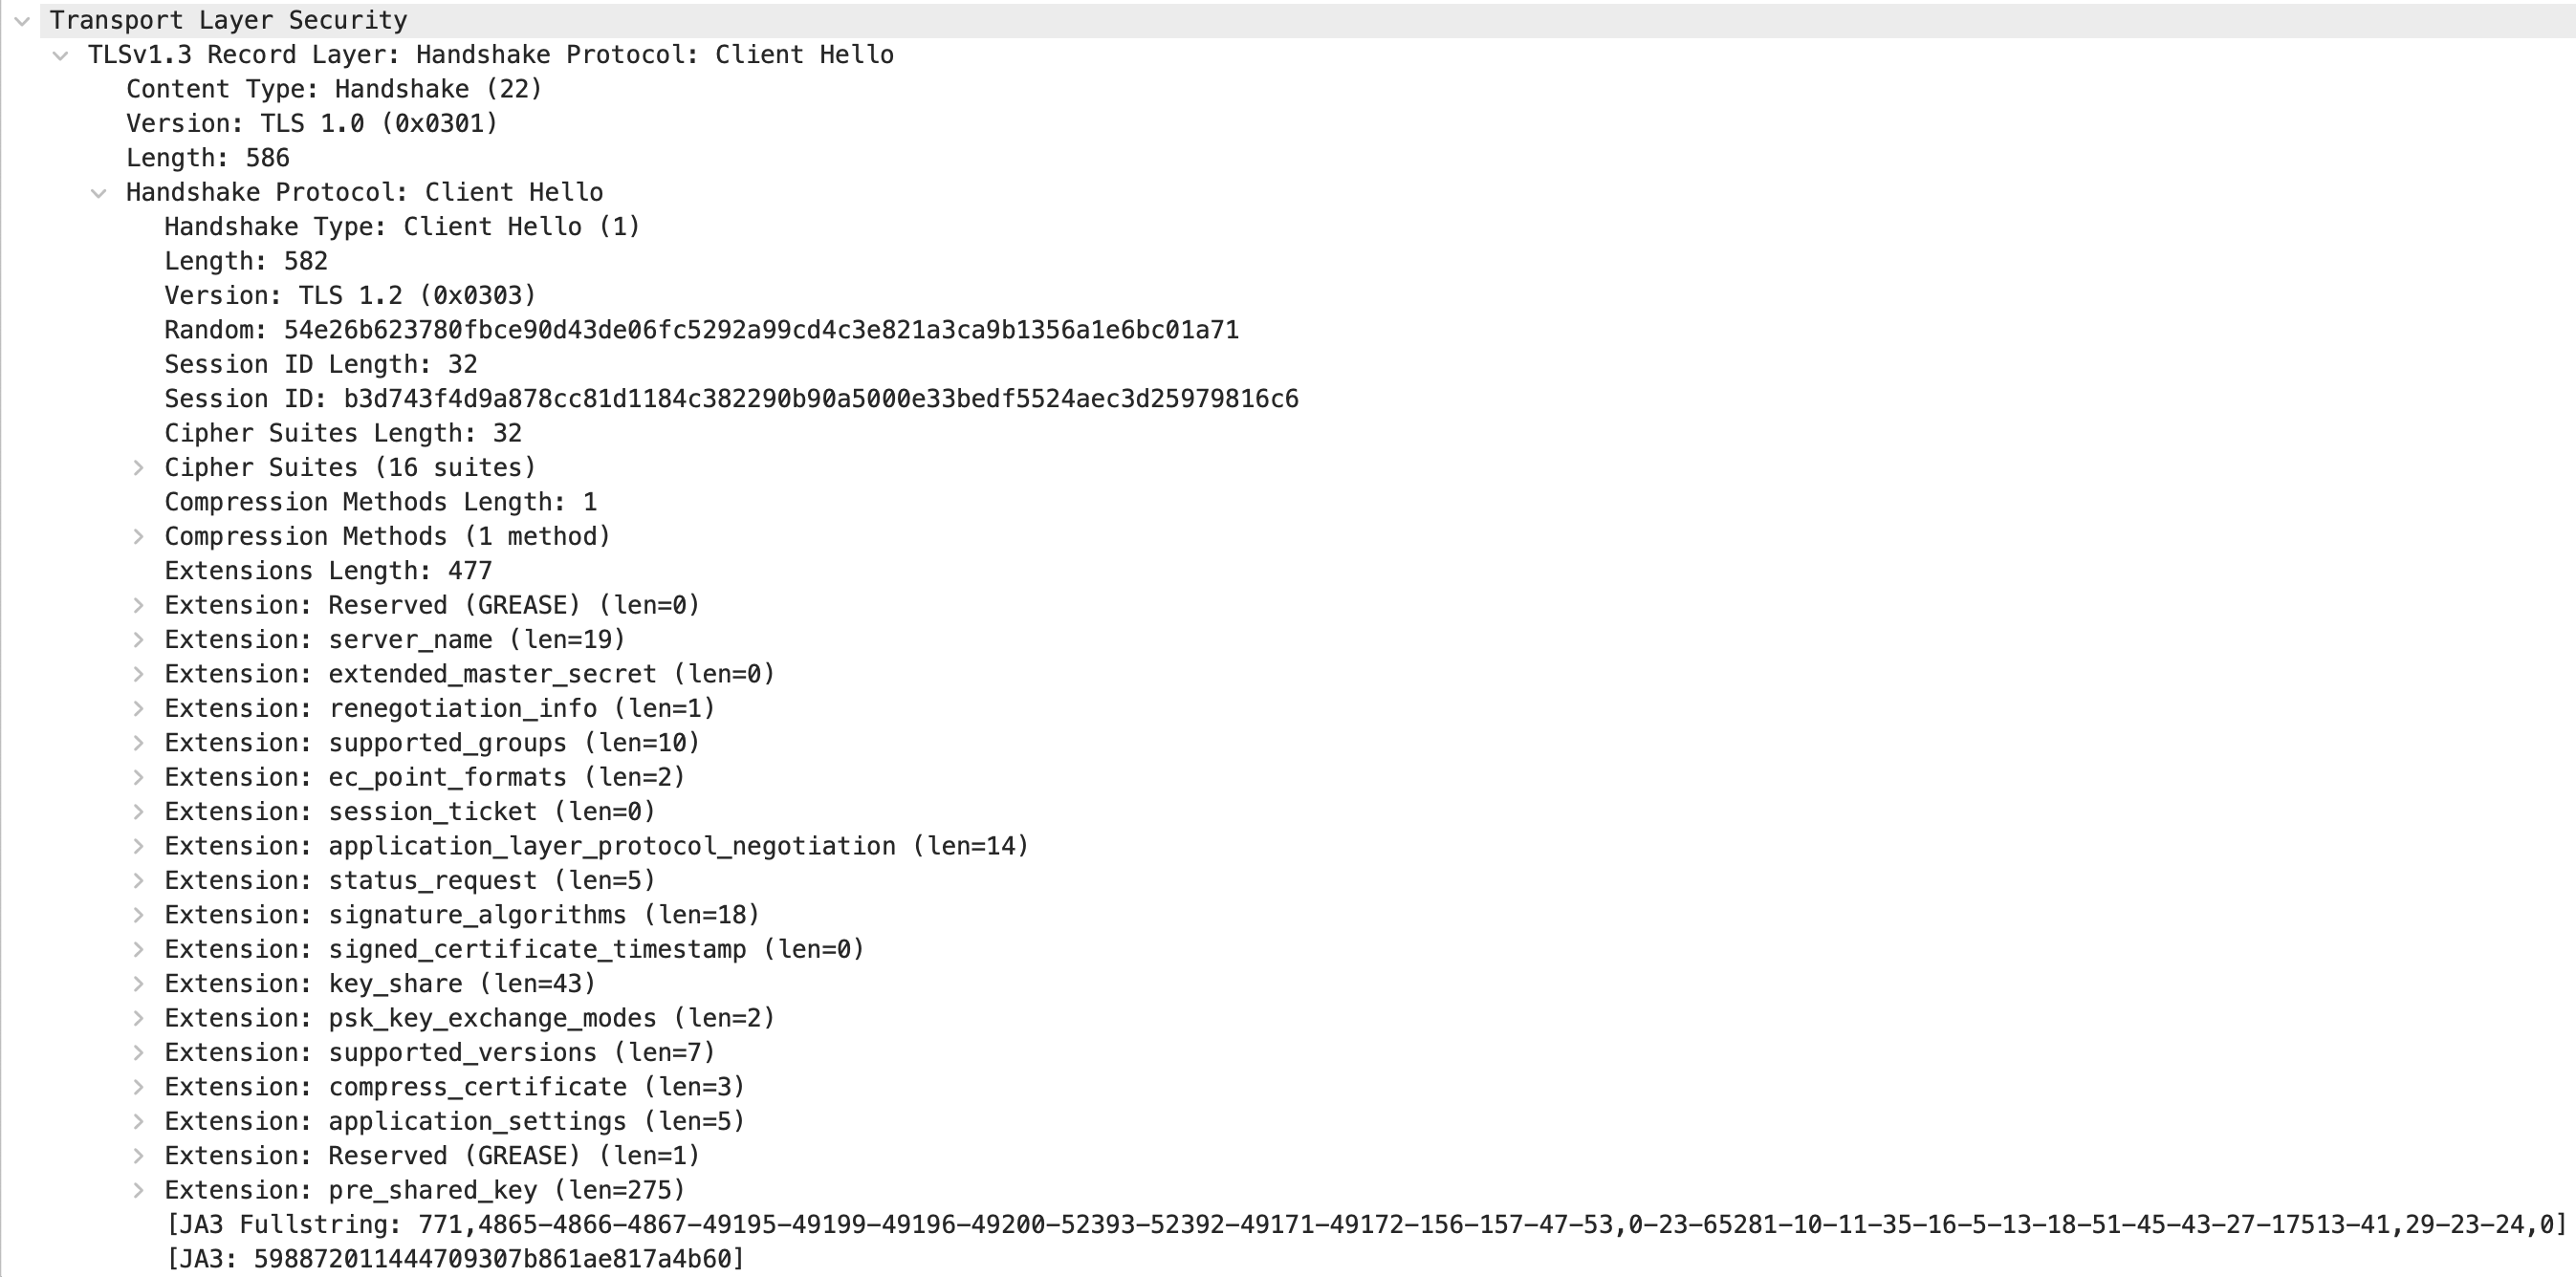 Transport Layer Security
TLSv1.3 Record Layer: Handshake Protocol: Client Hello
Content Type: Handshake (22)
Version: TLS 1.0 (0x0301)
Length: 586
Handshake Protocol: Client Hello
Handshake Type: Client Hello (1)
Length: 582
Version: TLS 1.2 (0x0303)
Random: 54e26b623780fbce90d43de06fc5292a99cd4c3e821a3ca9b1356a1e6bc01a71
Session ID Length: 32
Session ID: b3d743f4d9a878cc81d1184c382290b90a5000e33bedf5524aec3d25979816c6
Cipher Suites Length: 32
Cipher Suites (16 suites)
Compression Methods Length: 1
Compression Methods (1 method)
Extensions Length: 477
Extension: Reserved (GREASE) (len=0)
Extension: server_name (len=19)
Extension: extended_master_secret (len=0)
Extension: renegotiation_info (len=1)
Extension: supported_groups (len=10)
Extension: ec_point_formats (len=2)
Extension: session_ticket (len=0)
Extension: application_layer_protocol_negotiation (len=14)
Extension: status_request (len=5)
Extension: signature_algorithms (len=18)
Extension: signed_certificate_timestamp (len=0)
Extension: key_share (len=43)
Extension: psk_key_exchange_modes (len=2)
Extension: supported_versions (len=7)
Extension: compress_certificate (len=3)
Extension: application_settings (len=5)
Extension: Reserved (GREASE) (len=1)
Extension: pre_shared_key (len=275)
[JA3 Fullstring: 771,4865-4866-4867-49195-49199-49196-49200-52393-52392-49171-49172-156-157-47-53,0-23-65281-10-11-35-16-5-13-18-51-45-43-27-17513-41,29-23-24,0]
[JA3: 598872011444709307b861ae817a4b60]